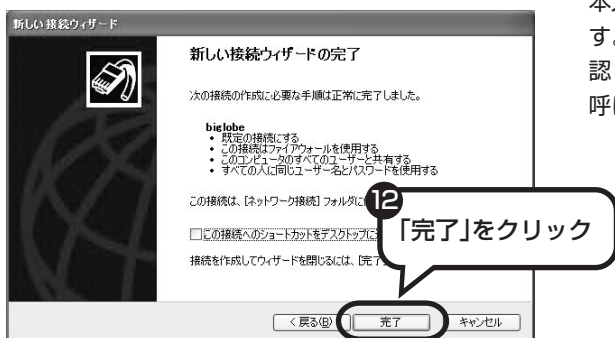 新しい接続ウィザード
新しい接続ウィザードの完了
次の接続の作成に必要な手順は正常に完了しました。
biglobe
• 既定の接続にする
• この接続はファイアウォールを使用する
• このコンピュータのすべてのユーザーと共有する
• すべての人に同じユーザー名とパスワードを使用する
この接続は、[ネットワーク接続] フォルダに
□この接続へのショートカットをデスクトップに
接続を作成してウィザードを閉じるには、[完了
⓬
「完了」をクリック
< 戻る(B)
完了
キャンセル
す。
認
呼